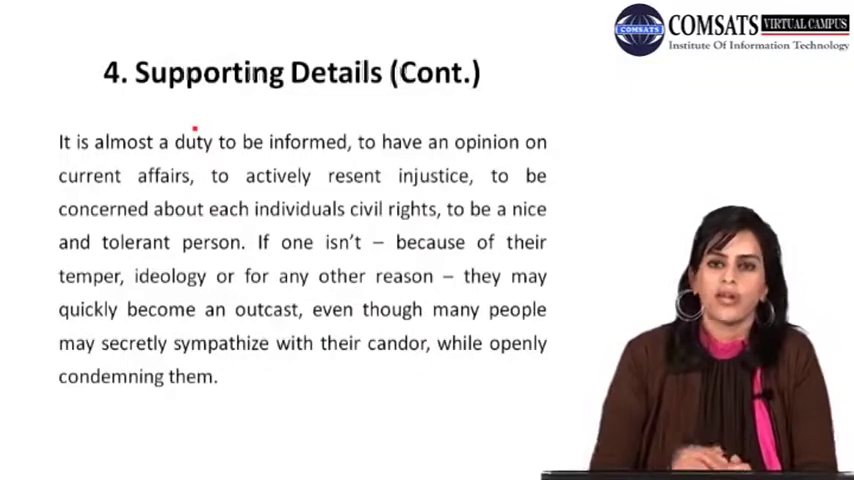 COMSATS VIRTUAL CAMPUS
COMSATS
Institute Of Information Technology
4. Supporting Details (Cont.)
It is almost a duty to be informed, to have an opinion on
current affairs, to actively resent injustice, to be
concerned about each individuals civil rights, to be a nice
and tolerant person. If one isn't – because of their
temper, ideology or for any other reason – they may
quickly become an outcast, even though many people
may secretly sympathize with their candor, while openly
condemning them.